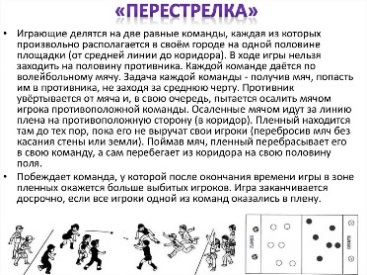 «ПЕРЕСТРЕЛКА»
• Играющие делятся на две равные команды, каждая из которых
произвольно располагается в своём городе на одной половине
площадки (от средней линии до коридора). В ходе игры нельзя
заходить на половину противника. Каждой команде даётся по
волейбольному мячу. Задача каждой команды - получив мяч, попасть
им в противника, не заходя за среднюю черту. Противник
увёртывается от мяча и, в свою очередь, пытается осалить мячом
игрока противоположной команды. Осаленные мячом идут за линию
плена на противоположную сторону (в коридор). Пленный находится
там до тех пор, пока его не выручат свои игроки (перебросив мяч без
касания стены или земли). Поймав мяч, пленный перебрасывает его
в свою команду, а сам перебегает из коридора на свою половину
поля.
• Побеждает команда, у которой после окончания времени игры в зоне
пленных окажется больше выбитых игроков. Игра заканчивается
досрочно, если все игроки одной из команд оказались в плену.